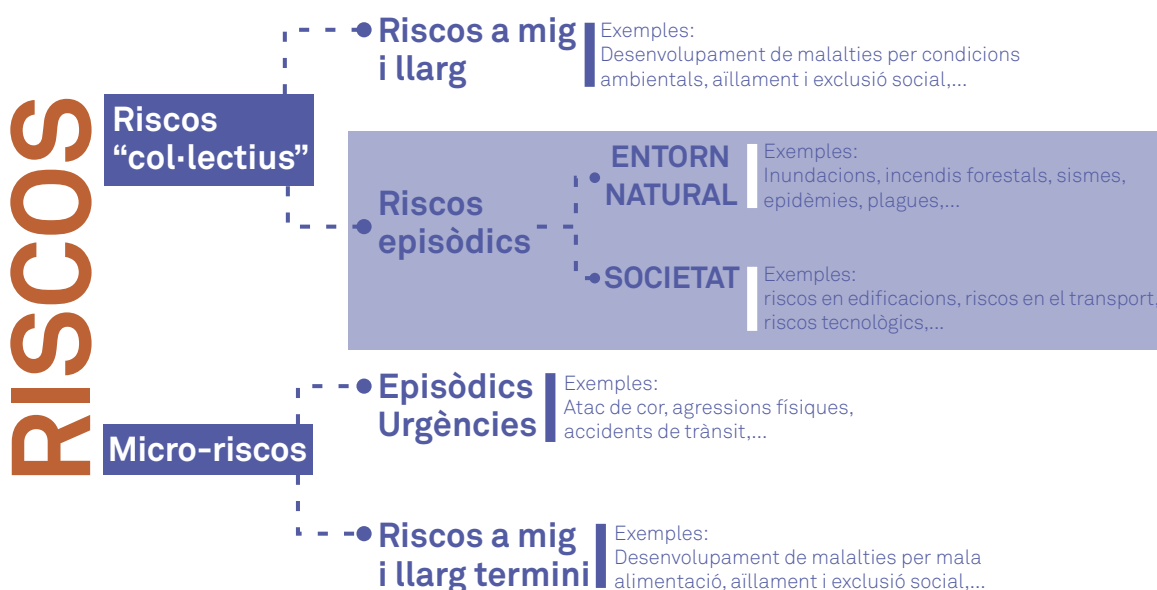 RISCOS
Riscos
“col·lectius”
Riscos a mig
i llarg
Exemples:
Desenvolupament de malalties per condicions
ambientals, aïllament i exclusió social,...
Riscos
episòdics
ENTORN
NATURAL
Exemples:
Inundacions, incendis forestals, sismes,
epidèmies, plagues,...
SOCIETAT
Exemples:
riscos en edificacions, riscos en el transport,
riscos tecnològics,...
Micro-riscos
Episòdics
Urgències
Exemples:
Atac de cor, agressions físiques,
accidents de trànsit,...
Riscos a mig
i llarg termini
Exemples:
Desenvolupament de malalties per mala
alimentació, aïllament i exclusió social,...